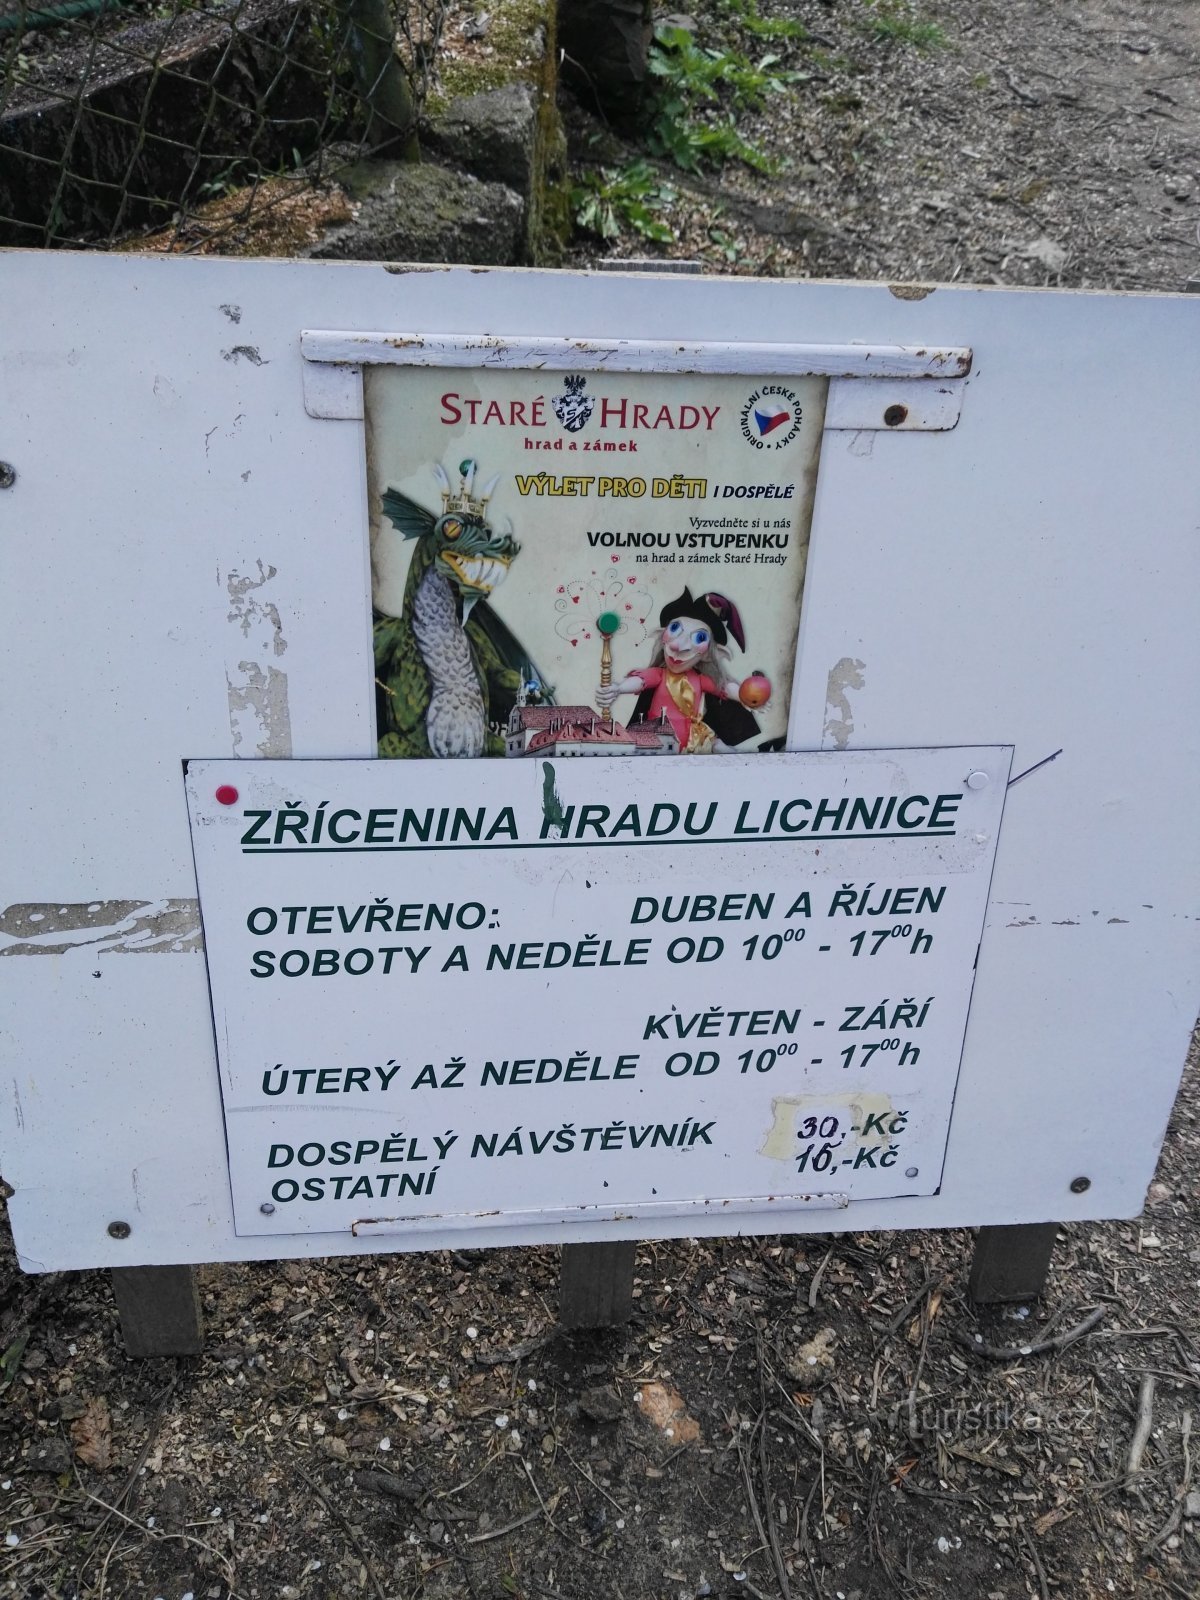 STARÉ HRADY
hrad a zámek
ORIGINÁLNÍ ČESKÉ POHÁDKY •
VÝLET PRO DĚTI I DOSPĚLÉ
Vyzvedněte si u nás
VOLNOU VSTUPENKU
na hrad a zámek Staré Hrady
ZŘÍCENINA HRADU LICHNICE
OTEVŘENO: DUBEN A ŘÍJEN
SOBOTY A NEDĚLE OD 10⁰⁰ - 17⁰⁰h
KVĚTEN - ZÁŘÍ
ÚTERÝ AŽ NEDĚLE OD 10⁰⁰ - 17⁰⁰h
DOSPĚLÝ NÁVŠTĚVNÍK 30,-Kč
OSTATNÍ ,-Kč
Turistika.cz